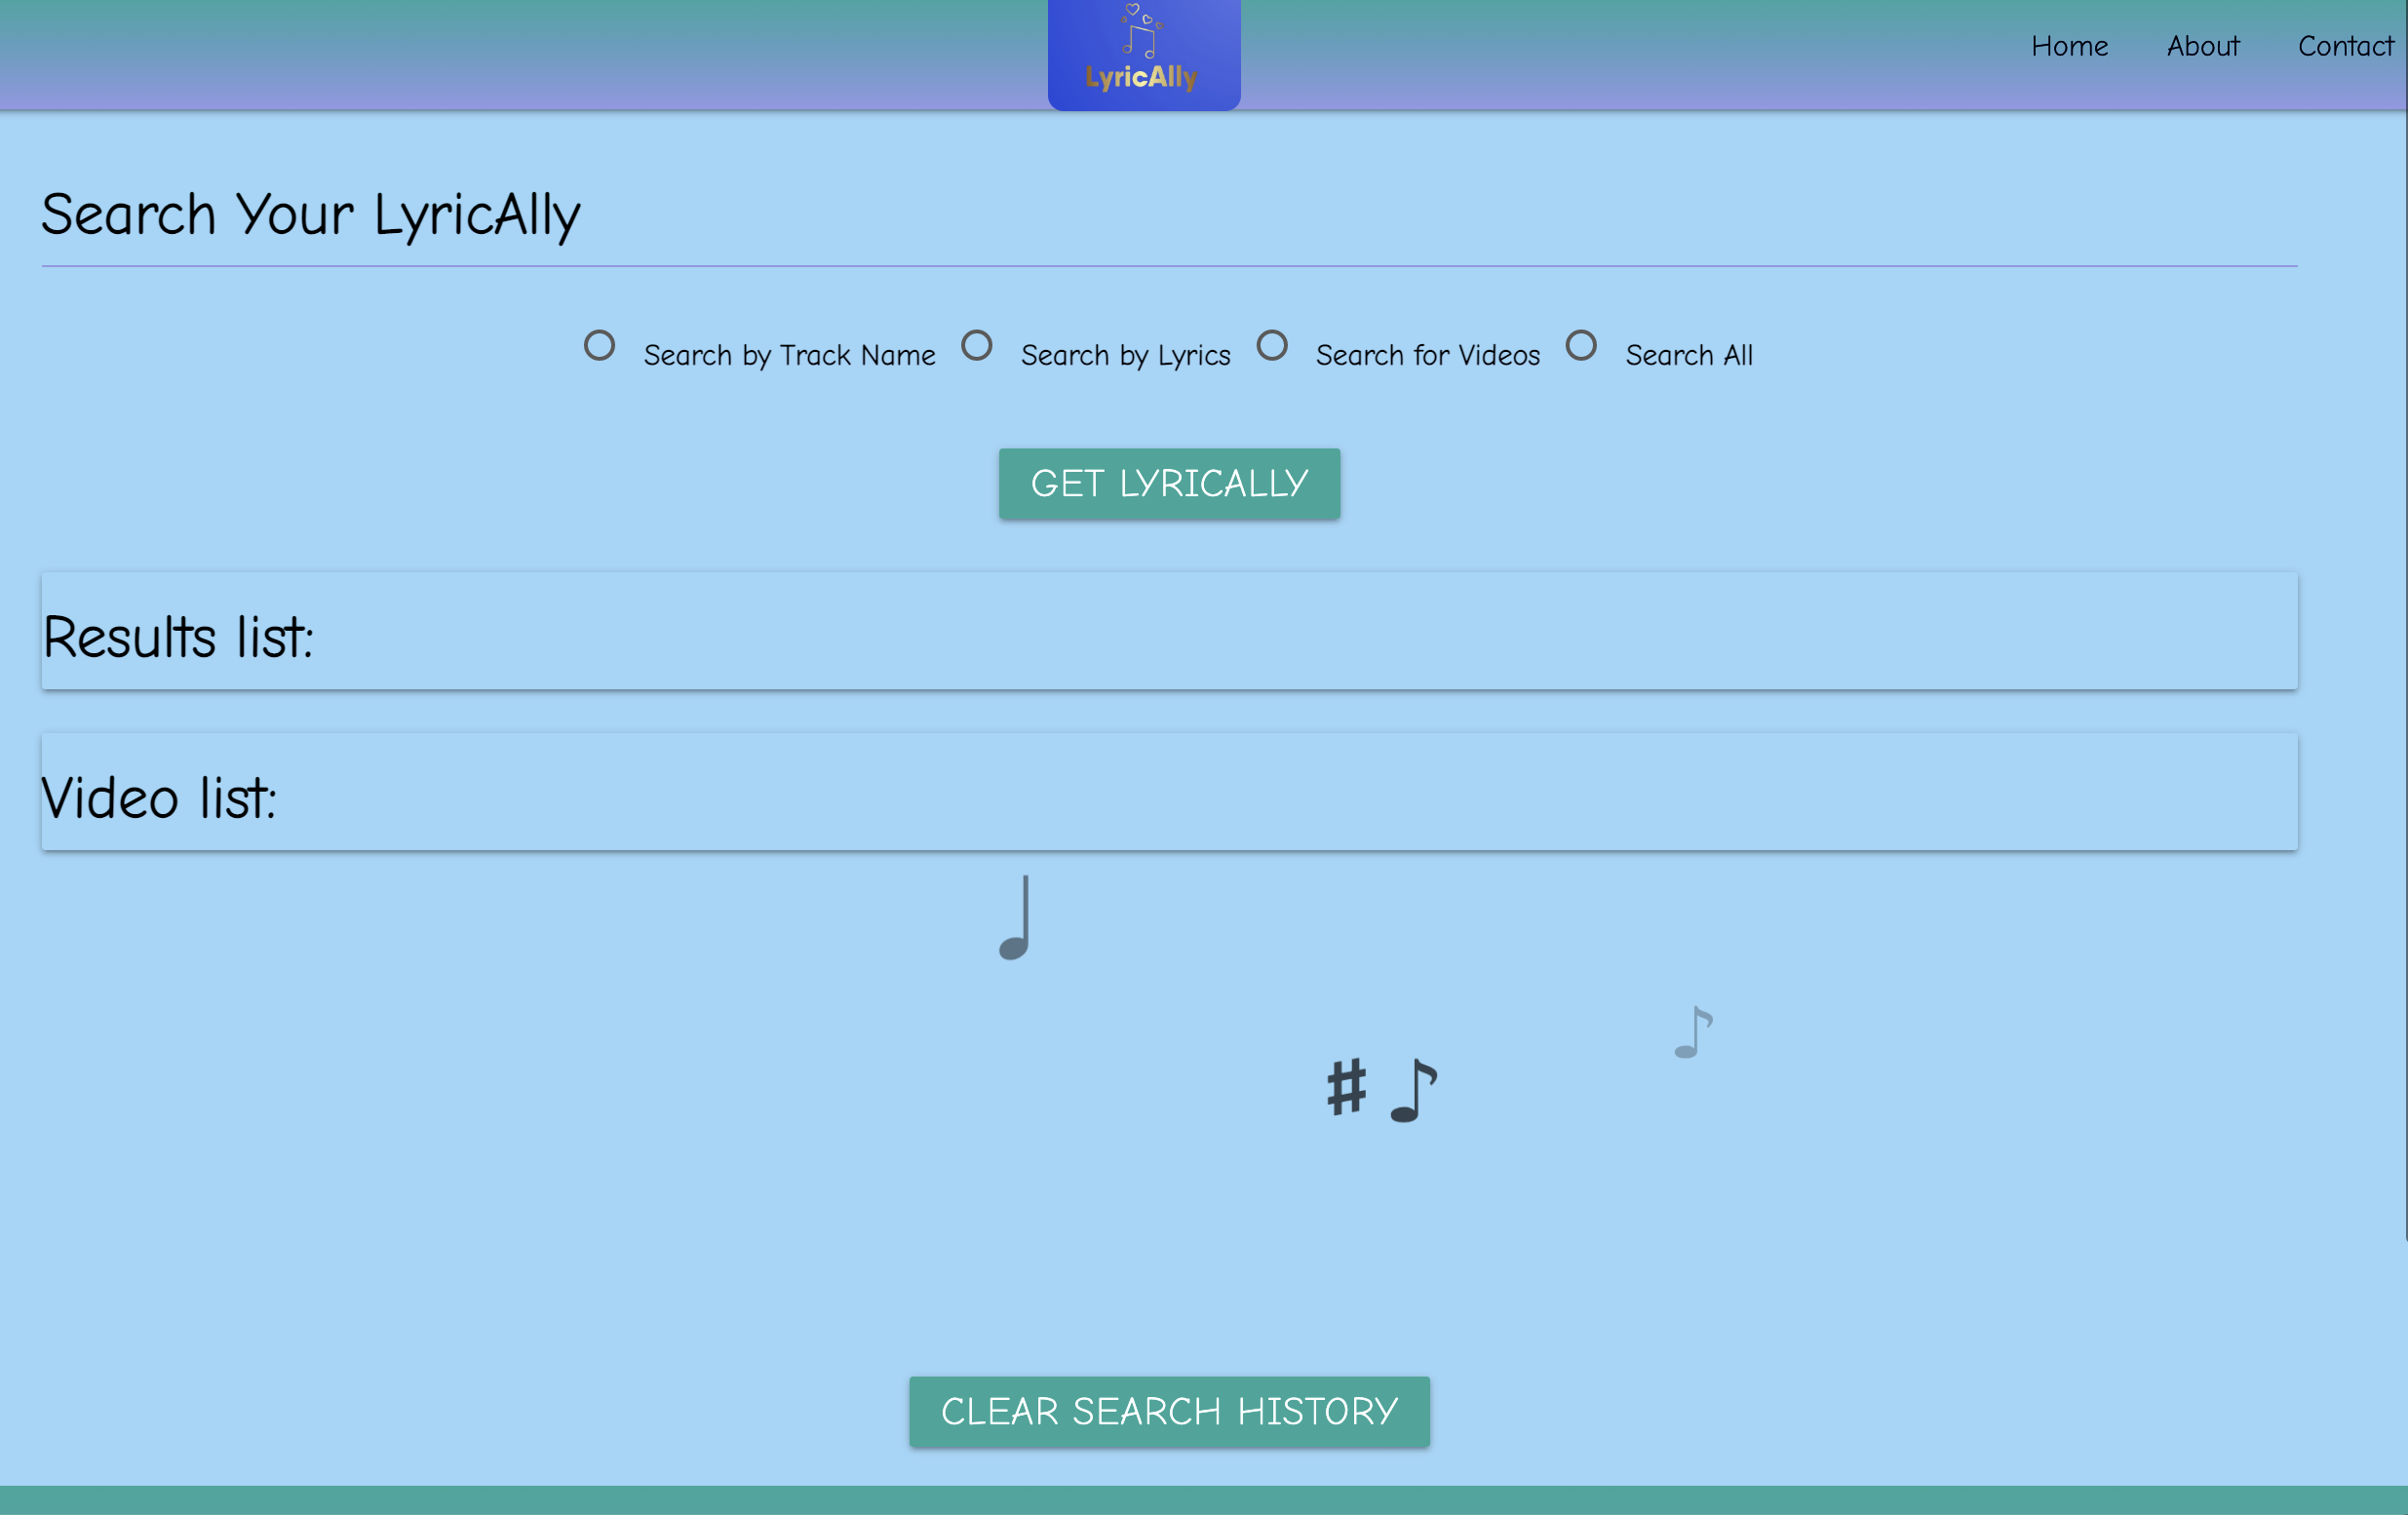 LyricAlly
Home About Contact
Search Your LyricAlly
Search by Track Name Search by Lyrics Search for Videos Search All
GET LYRICALLY
Results list:
Video list:
CLEAR SEARCH HISTORY